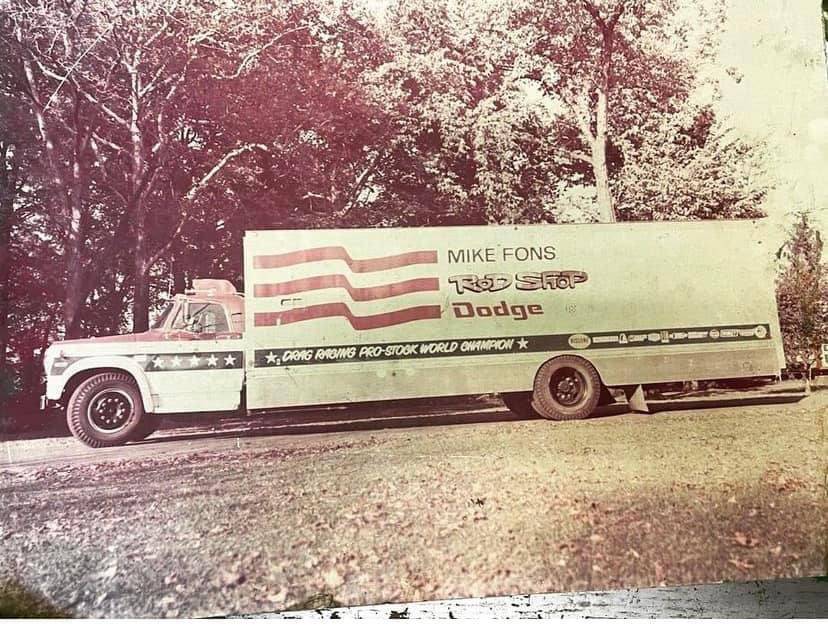 MIKE FONS
ROD SHOP
Dodge
DRAG RACING PRO-STOCK WORLD CHAMPION